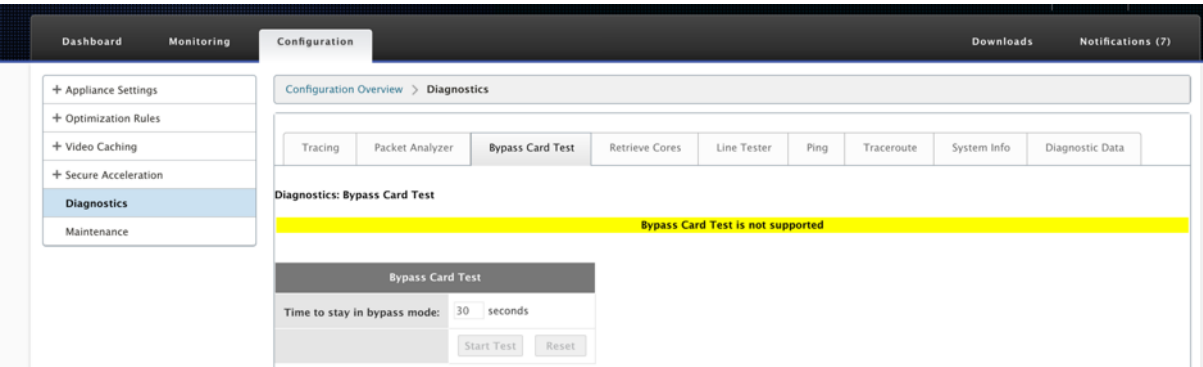 Dashboard Monitoring Configuration Downloads Notifications (7)
+ Appliance Settings
+ Optimization Rules
+ Video Caching
+ Secure Acceleration
Diagnostics
Maintenance
Configuration Overview > Diagnostics
Tracing Packet Analyzer Bypass Card Test Retrieve Cores Line Tester Ping Traceroute System Info Diagnostic Data
Diagnostics: Bypass Card Test
Bypass Card Test is not supported
Bypass Card Test
Time to stay in bypass mode: 30 seconds
Start Test Reset